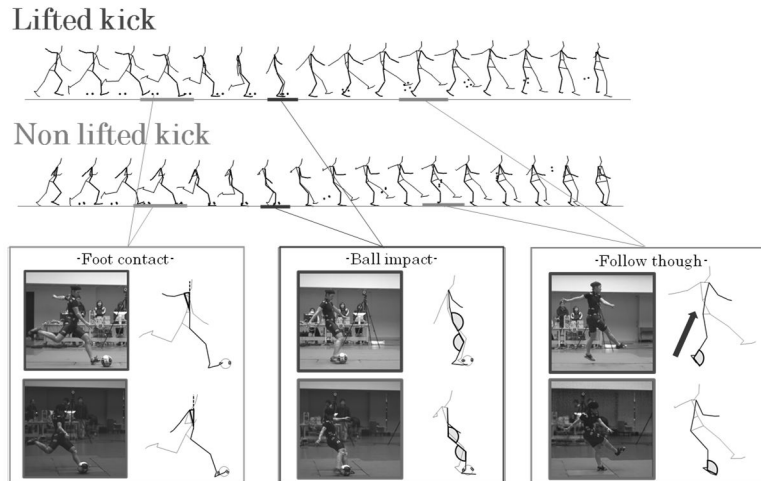 Lifted kick
Non lifted kick
-Foot contact-
-Ball impact-
-Follow though-